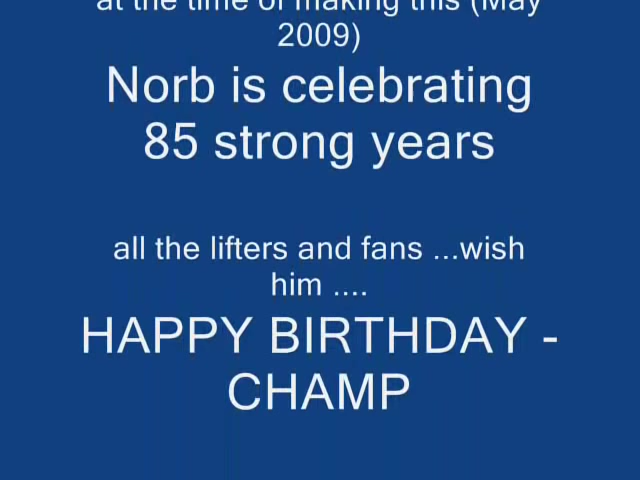 at the time of making this (May
2009)
Norb is celebrating
85 strong years
all the lifters and fans ...wish
him ....
HAPPY BIRTHDAY -
CHAMP